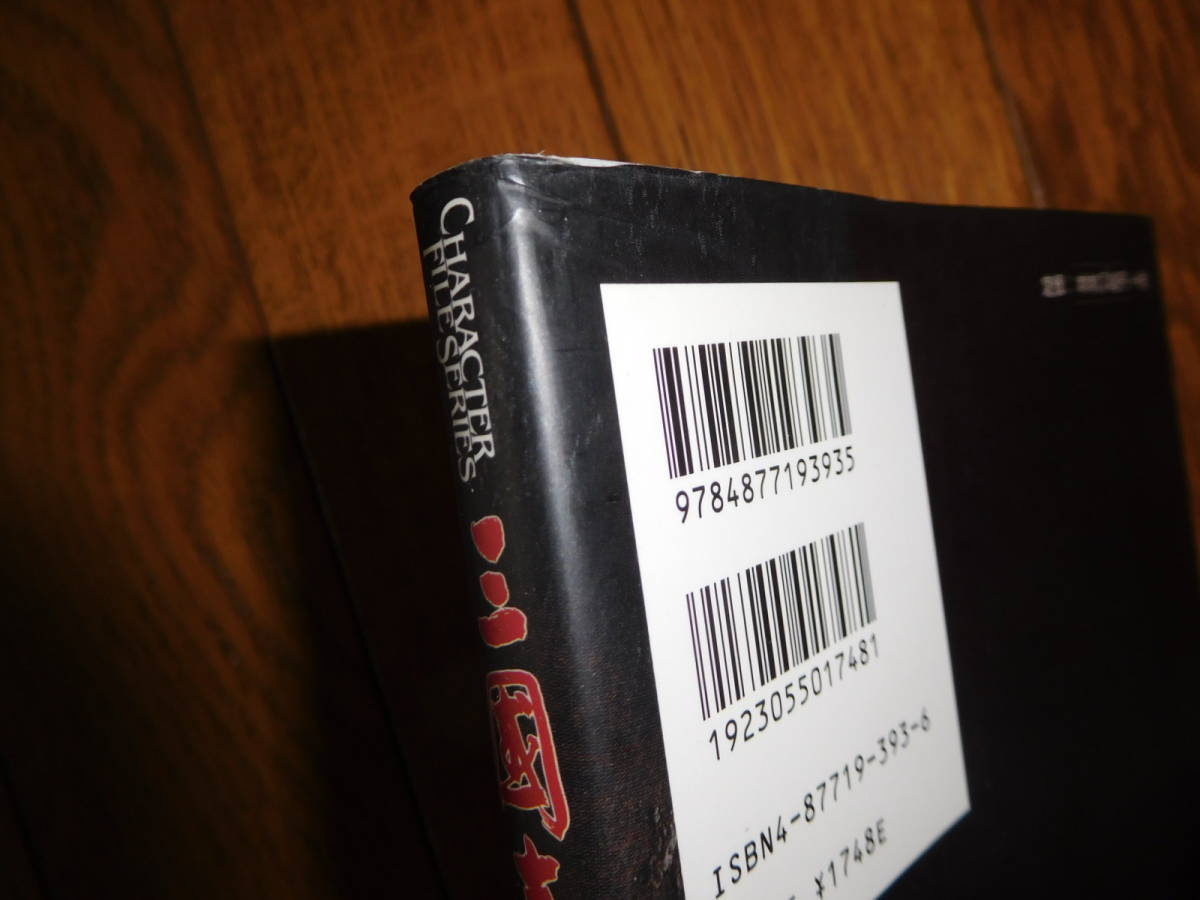 CHARACTER
FILE SERIES
三國
9784877193935
1923055017481
ISBN4-87719-393-6
¥1748E